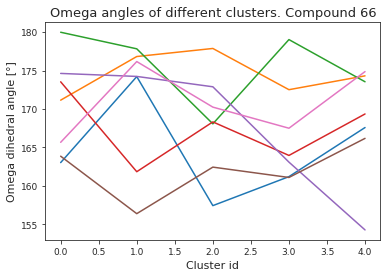 Omega angles of different clusters. Compound 66
180
175
170
165
160
155
Omega dihedral angle [°]
0.0 0.5 1.0 1.5 2.0 2.5 3.0 3.5 4.0
Cluster id